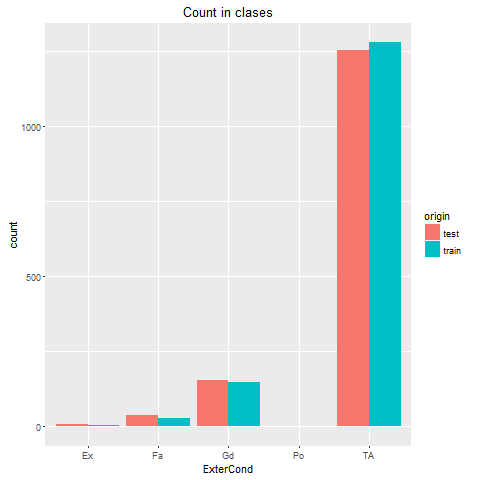 Count in clases
1000
500
0
count
Ex Fa Gd Po TA
ExterCond
origin
test
train